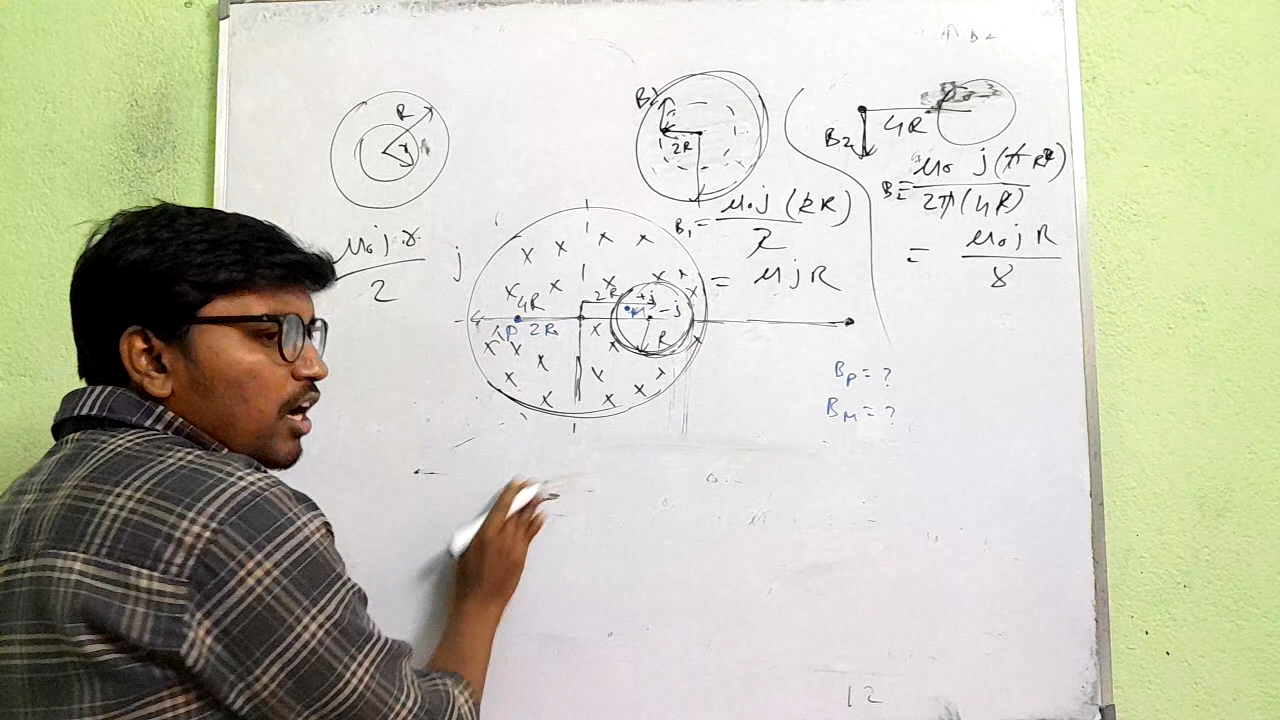 R
r
μ₀ j r
2
j
B₁
2R
B₁ = μ₀ j (2R)
2
= μ j R
4R
B₂
B₂ = μ₀ j (π R²)
2π (4R)
= μ₀ j R
8
4R
2R
+j
M
-j
P
2R
R
B_P = ?
B_M = ?
12